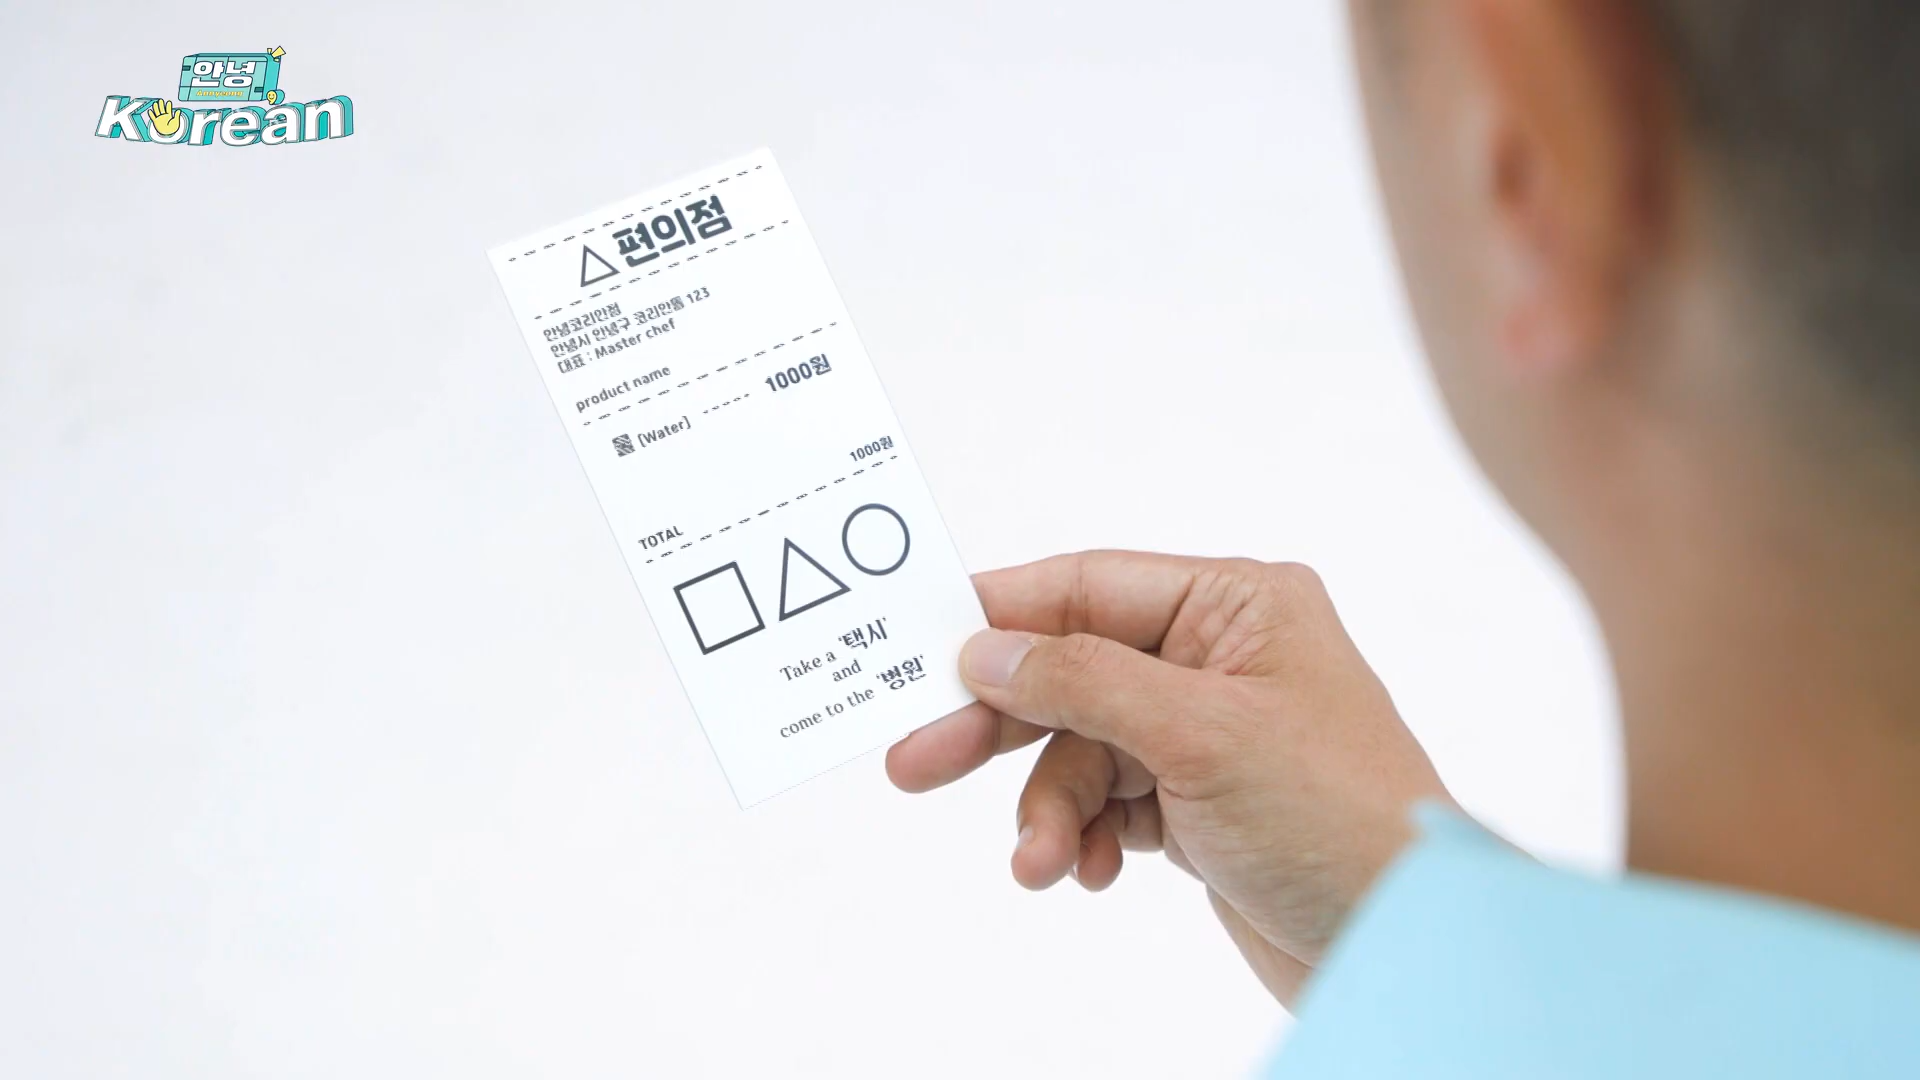 안녕
Annyeong
Korean
△편의점
안녕코리안점
안녕시 안녕구 코리안동 123
대표 : Master chef
product name
물 [Water] ----- 1000원
TOTAL 1000원
Take a '택시'
and
come to the '병원'